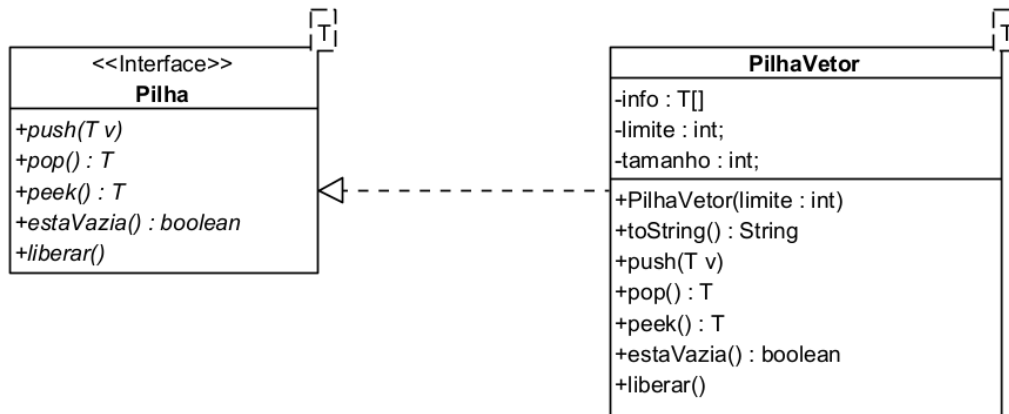 T
<<Interface>>
Pilha
+push(T v)
+pop() : T
+peek() : T
+estaVazia() : boolean
+liberar()
T
PilhaVetor
-info : T[]
-limite : int;
-tamanho : int;
+PilhaVetor(limite : int)
+toString() : String
+push(T v)
+pop() : T
+peek() : T
+estaVazia() : boolean
+liberar()